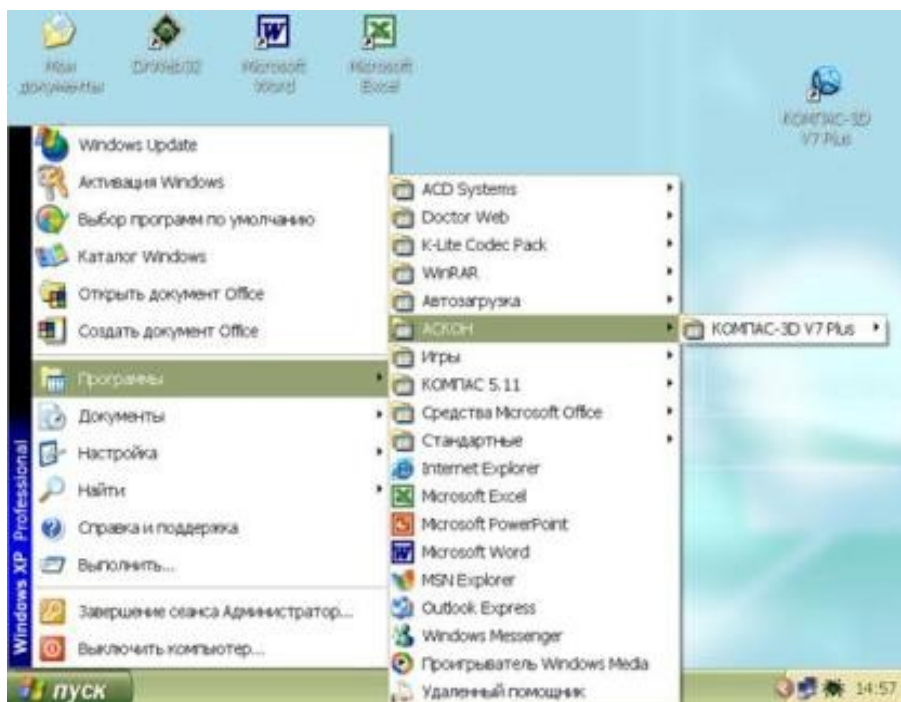 Мои
документы
DrWeb32
Microsoft
Word
Microsoft
Excel
КОМПАС-3D
V7 Plus
Windows Update
Активация Windows
Выбор программ по умолчанию
Каталог Windows
Открыть документ Office
Создать документ Office
Программы
Документы
Настройка
Найти
Справка и поддержка
Выполнить...
Завершение сеанса Администратор...
Выключить компьютер...
Windows XP Professional
ACD Systems
Doctor Web
K-Lite Codec Pack
WinRAR
Автозагрузка
АСКОН
Игры
КОМПАС 5.11
Средства Microsoft Office
Стандартные
Internet Explorer
Microsoft Excel
Microsoft PowerPoint
Microsoft Word
MSN Explorer
Outlook Express
Windows Messenger
Проигрыватель Windows Media
Удаленный помощник
КОМПАС-3D V7 Plus
пуск
14:57